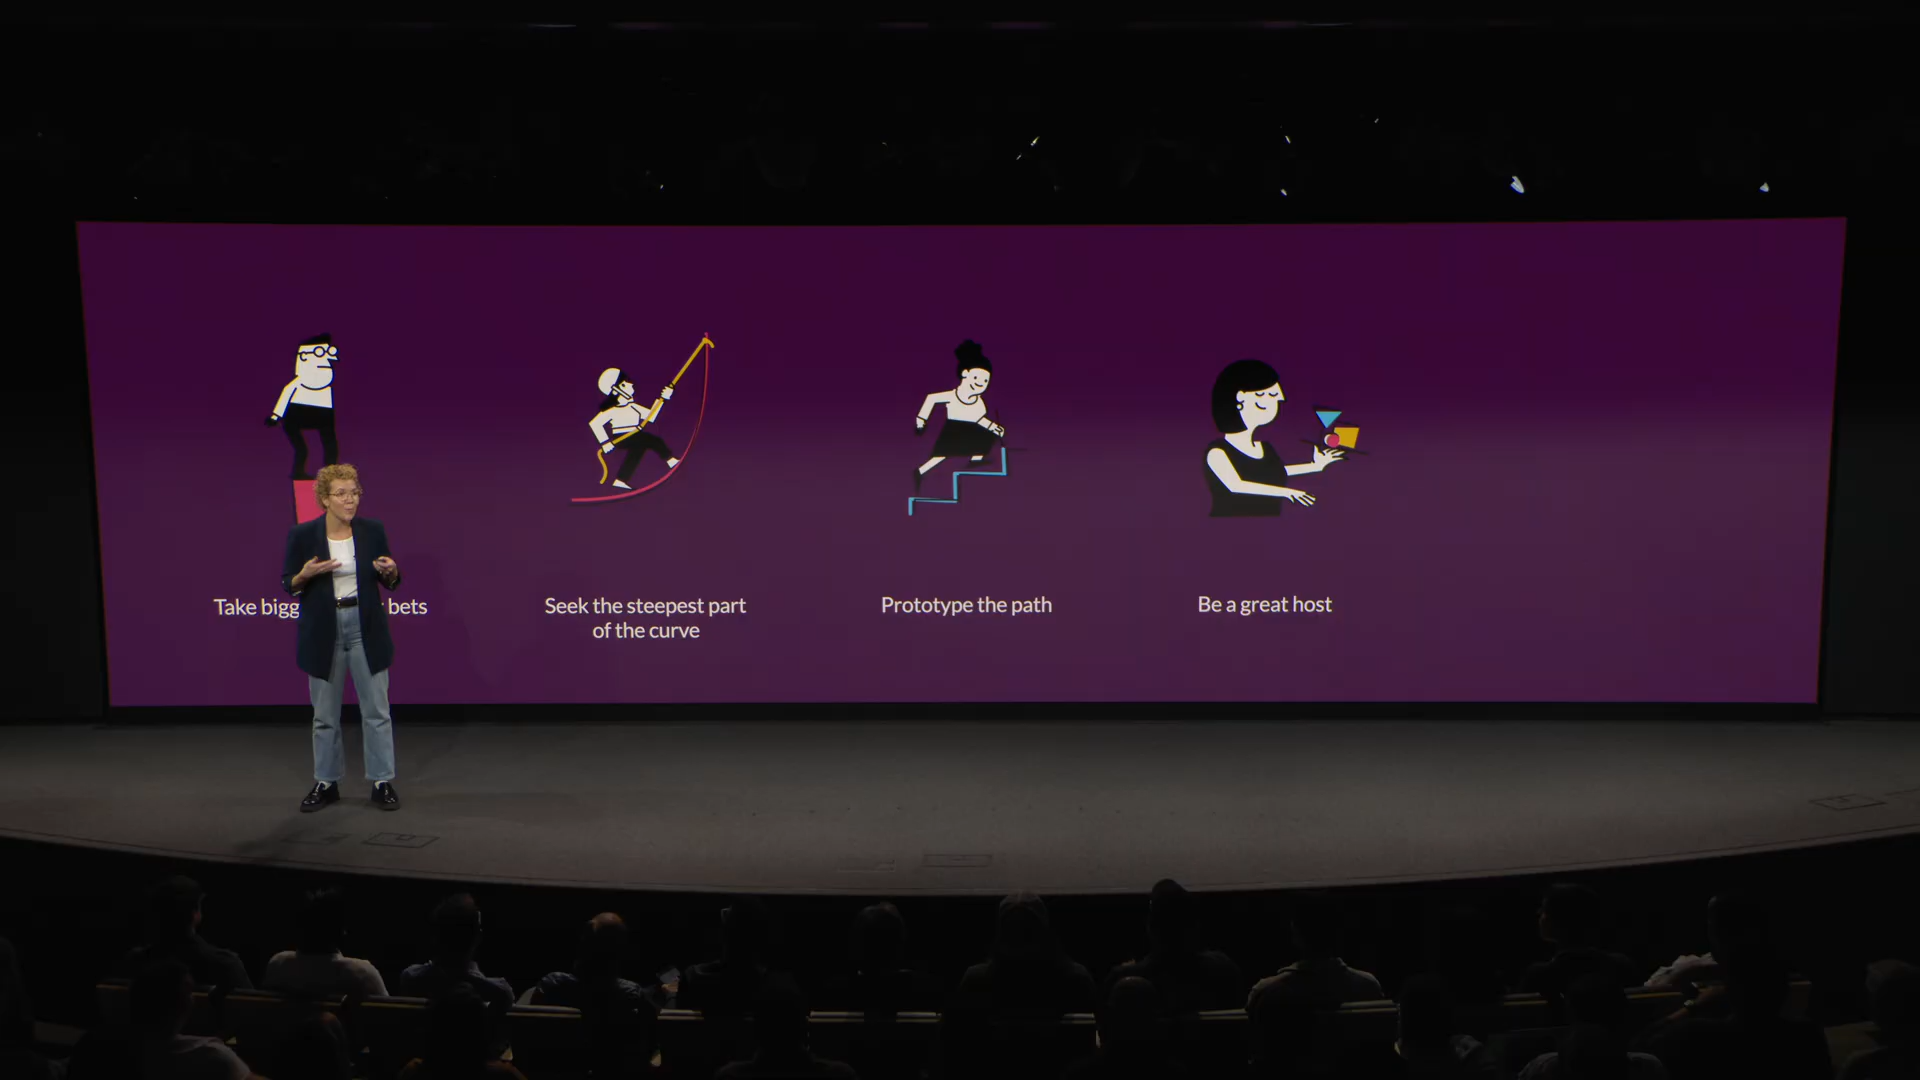 Take bigg bets
Seek the steepest part
of the curve
Prototype the path
Be a great host